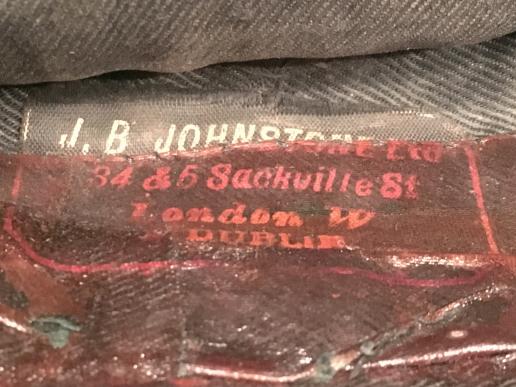 J. B JOHNSTONE Ltd
34 & 5 Sackville St
London W
& DUBLIN